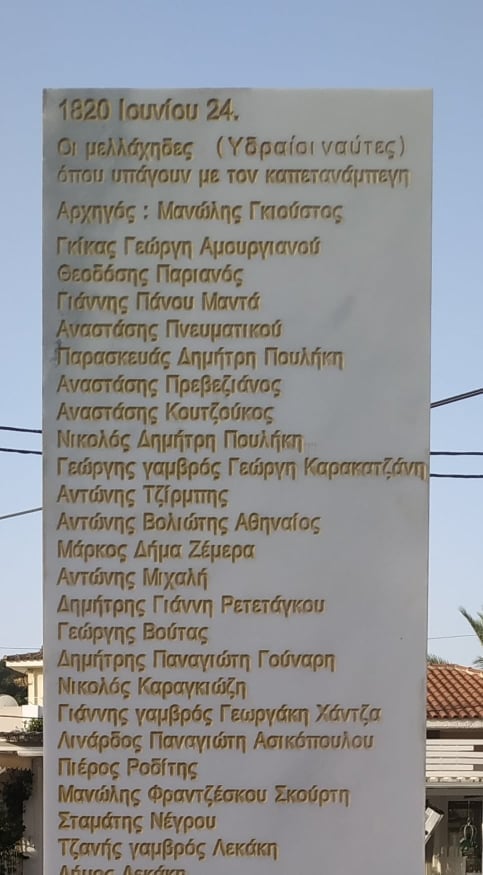 1820 Ιουνίου 24.
Οι μελλάχηδες (Υδραίοι ναύτες)
όπου υπάγουν με τον καπετανάμπεγη
Αρχηγός : Μανώλης Γκιούστος
Γκίκας Γεώργη Αμουργιανού
Θεοδόσης Παριανός
Γιάννης Πάνου Μαντά
Αναστάσης Πνευματικού
Παρασκευάς Δημήτρη Πουλήκη
Αναστάσης Πρεβεζιάνος
Αναστάσης Κουτζούκος
Νικολός Δημήτρη Πουλήκη
Γεώργης γαμβρός Γεώργη Καρακατζάνη
Αντώνης Τζίρμπης
Αντώνης Βολιώτης Αθηναίος
Μάρκος Δήμα Ζέμερα
Αντώνης Μιχαλή
Δημήτρης Γιάννη Ρετετάγκου
Γεώργης Βούτας
Δημήτρης Παναγιώτη Γούναρη
Νικολός Καραγκιώζη
Γιάννης γαμβρός Γεωργάκη Χάντζα
Λινάρδος Παναγιώτη Ασικόπουλου
Πιέρος Ροδίτης
Μανώλης Φραντζέσκου Σκούρτη
Σταμάτης Νέγρου
Τζανής γαμβρός Λεκάκη
Δήμος Λεκάκη